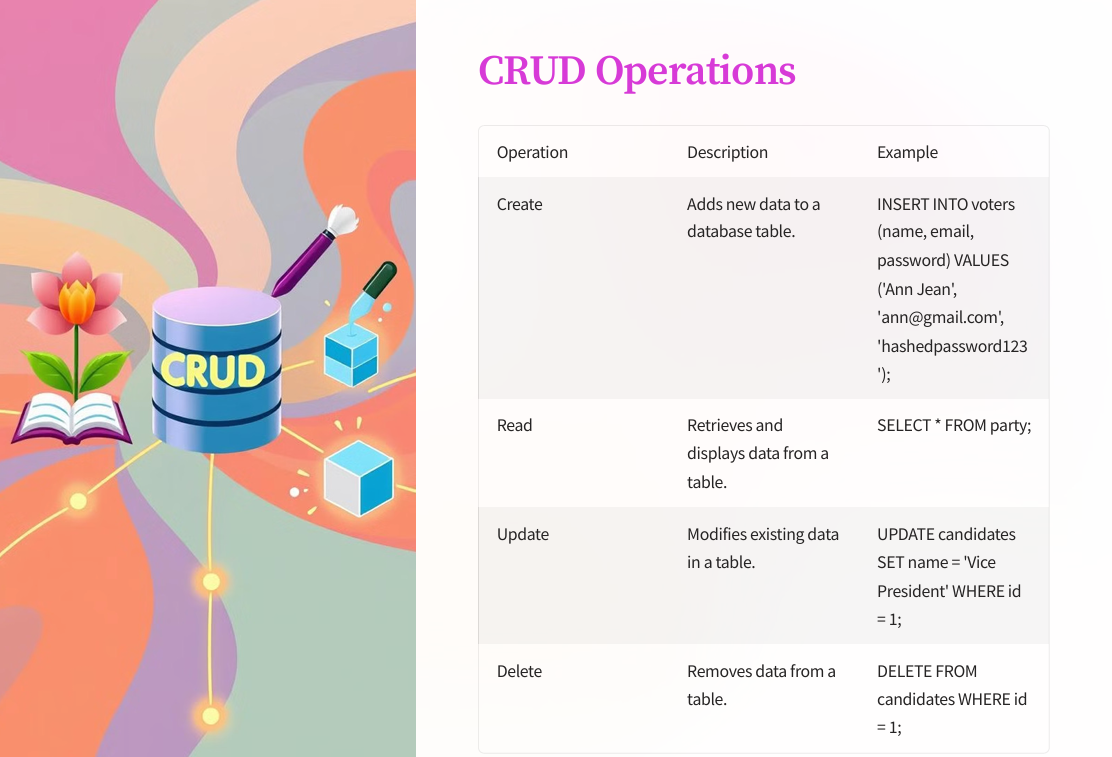 CRUD
CRUD Operations
Operation Description Example
Create
Adds new data to a
database table.
INSERT INTO voters
(name, email,
password) VALUES
('Ann Jean',
'ann@gmail.com',
'hashedpassword123
');
Read
Retrieves and
displays data from a
table.
SELECT * FROM party;
Update
Modifies existing data
in a table.
UPDATE candidates
SET name = 'Vice
President' WHERE id
= 1;
Delete
Removes data from a
table.
DELETE FROM
candidates WHERE id
= 1;